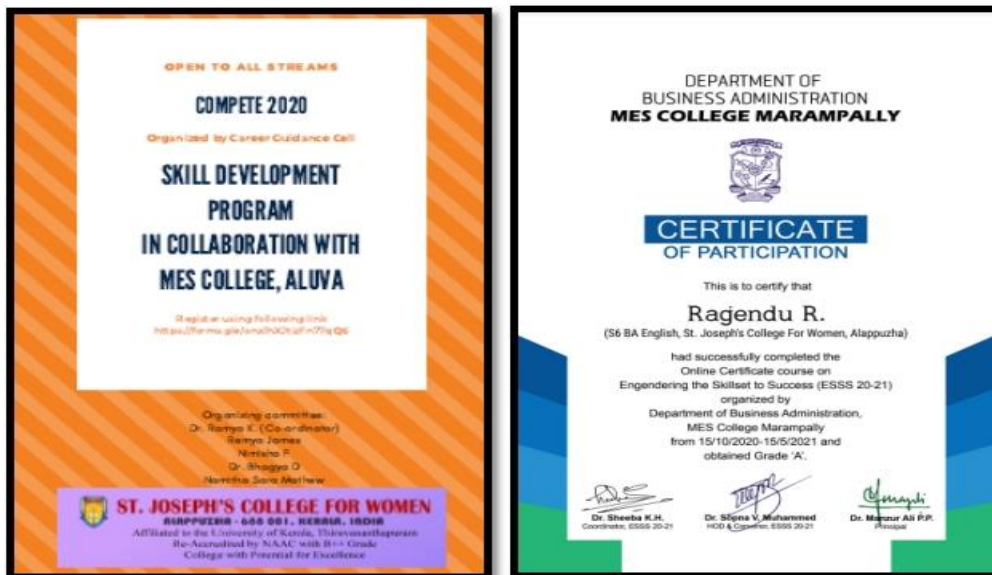 OPEN TO ALL STREAMS
COMPETE 2020
Organized by Career Guidance Cell
SKILL DEVELOPMENT
PROGRAM
IN COLLABORATION WITH
MES COLLEGE, ALUVA
Register using following link
Organizing committee:
Dr. Ramya K. (Co-ordinator)
Remya James
Nimisha F
Dr. Bhagya D
Namitha Sara Mathew
ST. JOSEPH'S COLLEGE FOR WOMEN
ALAPPUZHA - 688 001, KERALA, INDIA
Affiliated to the University of Kerala, Thiruvananthapuram
Re-Accredited by NAAC with B++ Grade
College with Potential for Excellence
DEPARTMENT OF
BUSINESS ADMINISTRATION
MES COLLEGE MARAMPALLY
CERTIFICATE
OF PARTICIPATION
This is to certify that
Ragendu R.
(S6 BA English, St. Joseph's College For Women, Alappuzha)
had successfully completed the
Online Certificate course on
Engendering the Skillset to Success (ESSS 20-21)
organized by
Department of Business Administration,
MES College Marampally
from 15/10/2020-15/5/2021 and
obtained Grade 'A'.
Dr. Sheeba K.H.
Coordinator, ESSS 20-21
Dr. V. Muhammed
HOD & Convener, ESSS 20-21
Dr. Manzur Ali P.P.
Principal